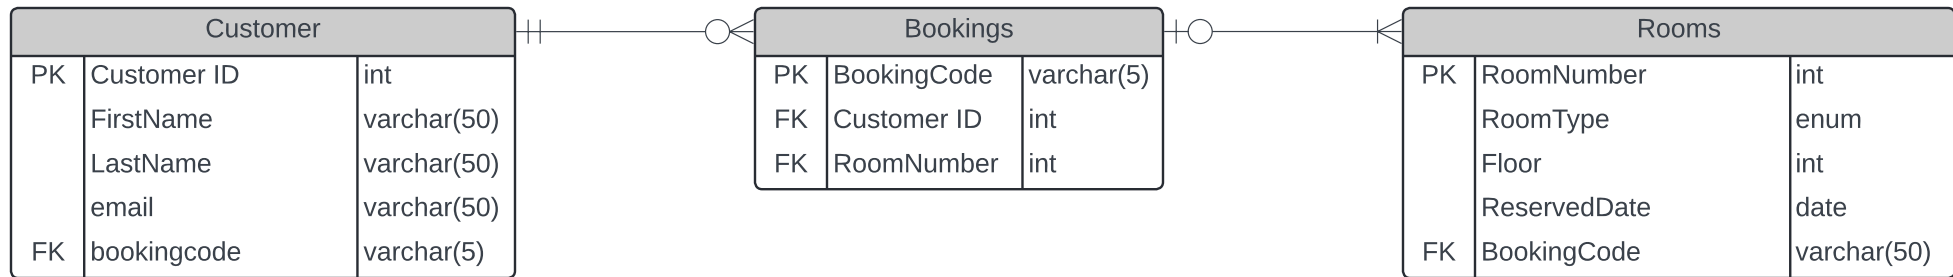 Customer
PK Customer ID int
FirstName varchar(50)
LastName varchar(50)
email varchar(50)
FK bookingcode varchar(5)
Bookings
PK BookingCode varchar(5)
FK Customer ID int
FK RoomNumber int
Rooms
PK RoomNumber int
RoomType enum
Floor int
ReservedDate date
FK BookingCode varchar(50)